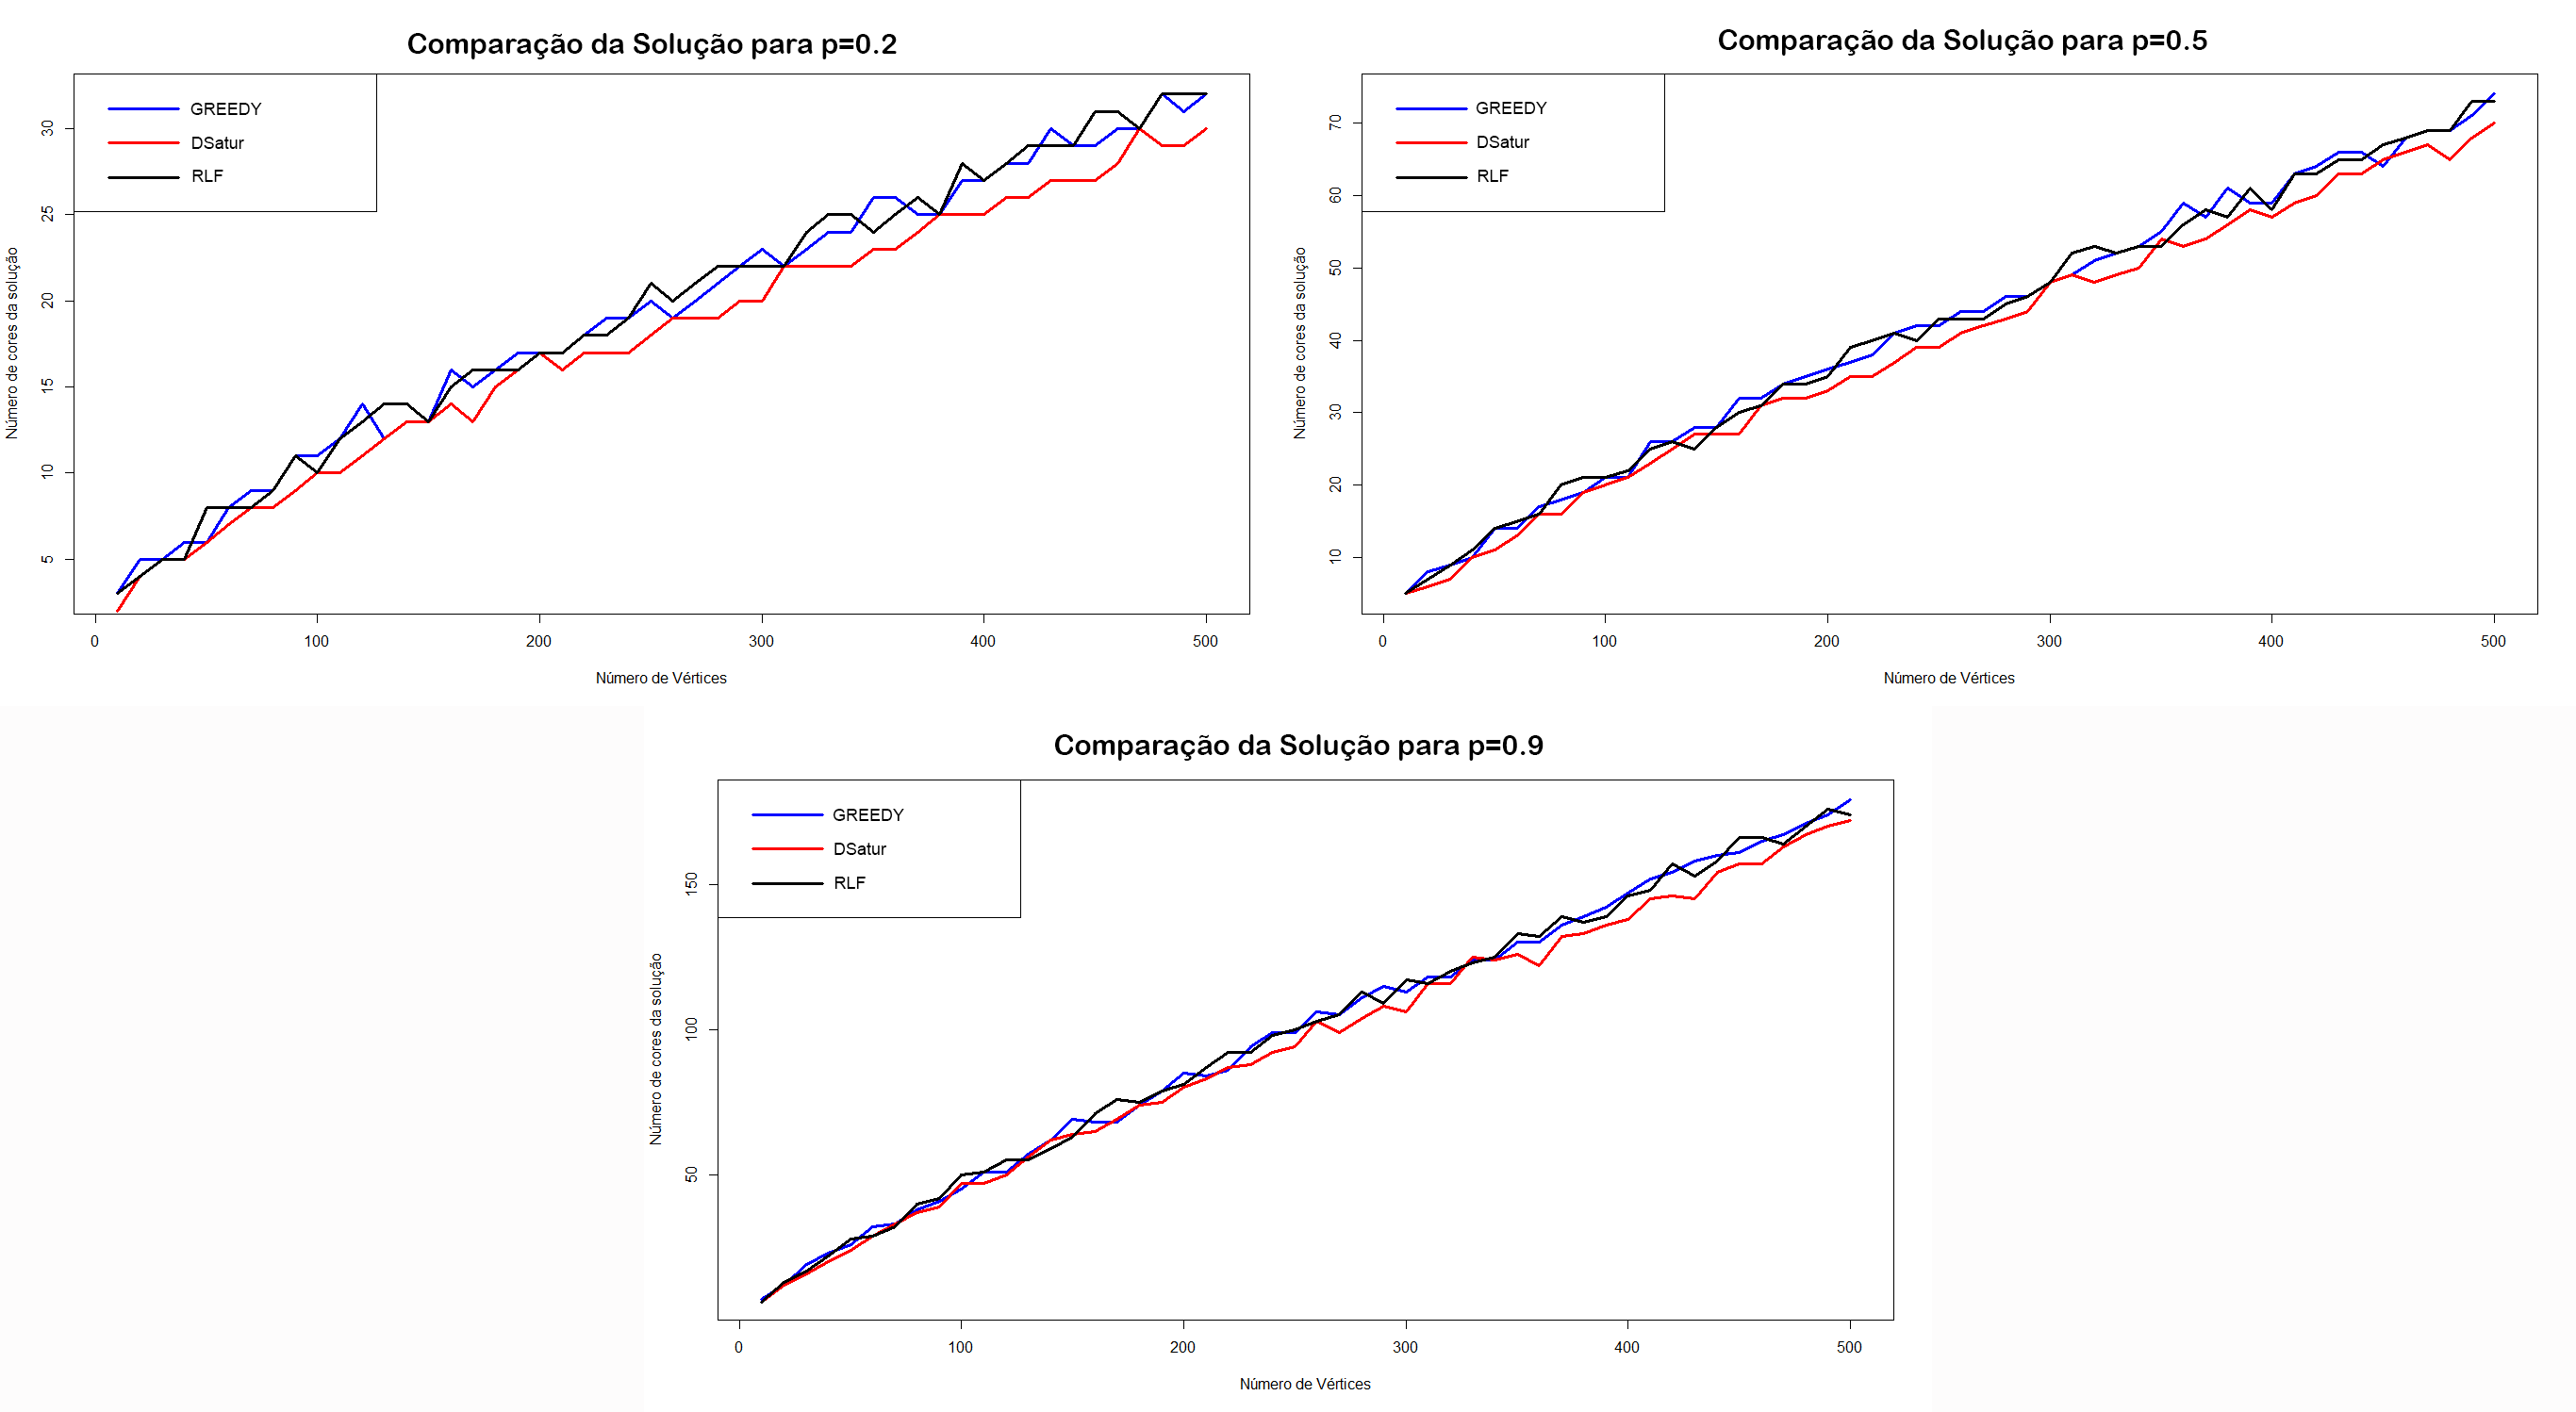 Comparação da Solução para p=0.2
GREEDY
DSatur
RLF
Número de cores da solução
5
10
15
20
25
30
0 100 200 300 400 500
Número de Vértices
Comparação da Solução para p=0.5
GREEDY
DSatur
RLF
Número de cores da solução
10
20
30
40
50
60
70
0 100 200 300 400 500
Número de Vértices
Comparação da Solução para p=0.9
GREEDY
DSatur
RLF
Número de cores da solução
50
100
150
0 100 200 300 400 500
Número de Vértices